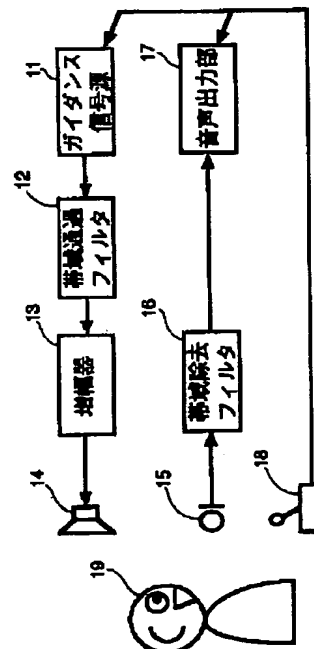 11
ガイダンス
信号源
12
帯域通過
フィルタ
13
増幅器
14
17
音声出力部
16
帯域除去
フィルタ
15
18
19